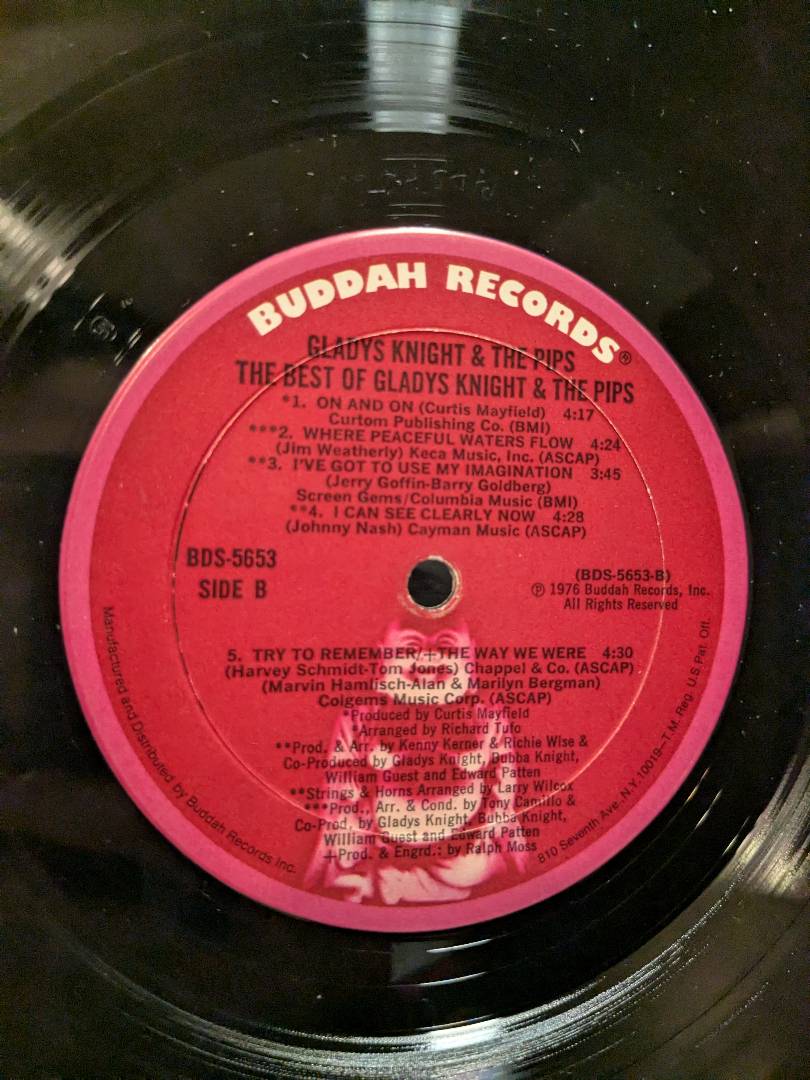 BUDDAH RECORDS®
GLADYS KNIGHT & THE PIPS
THE BEST OF GLADYS KNIGHT & THE PIPS
*1. ON AND ON (Curtis Mayfield) 4:17
Curtom Publishing Co. (BMI)
***2. WHERE PEACEFUL WATERS FLOW 4:24
(Jim Weatherly) Keca Music, Inc. (ASCAP)
**3. I'VE GOT TO USE MY IMAGINATION 3:45
(Jerry Goffin-Barry Goldberg)
Screen Gems/Columbia Music (BMI)
**4. I CAN SEE CLEARLY NOW 4:28
(Johnny Nash) Cayman Music (ASCAP)
BDS-5653
SIDE B
(BDS-5653-B)
℗ 1976 Buddah Records, Inc.
All Rights Reserved
5. TRY TO REMEMBER/+THE WAY WE WERE 4:30
(Harvey Schmidt-Tom Jones) Chappel & Co. (ASCAP)
(Marvin Hamlisch-Alan & Marilyn Bergman)
Colgems Music Corp. (ASCAP)
*Produced by Curtis Mayfield
*Arranged by Richard Tufo
**Prod. & Arr. by Kenny Kerner & Richie Wise &
Co-Produced by Gladys Knight, Bubba Knight,
William Guest and Edward Patten
**Strings & Horns Arranged by Larry Wilcox
***Prod., Arr. & Cond. by Tony Camillo &
Co-Prod. by Gladys Knight, Bubba Knight,
William Guest and Edward Patten
+Prod. & Engrd.: by Ralph Moss
Manufactured and Distributed by Buddah Records Inc.
810 Seventh Ave., N.Y. 10019—T.M. Reg. U.S. Pat. Off.